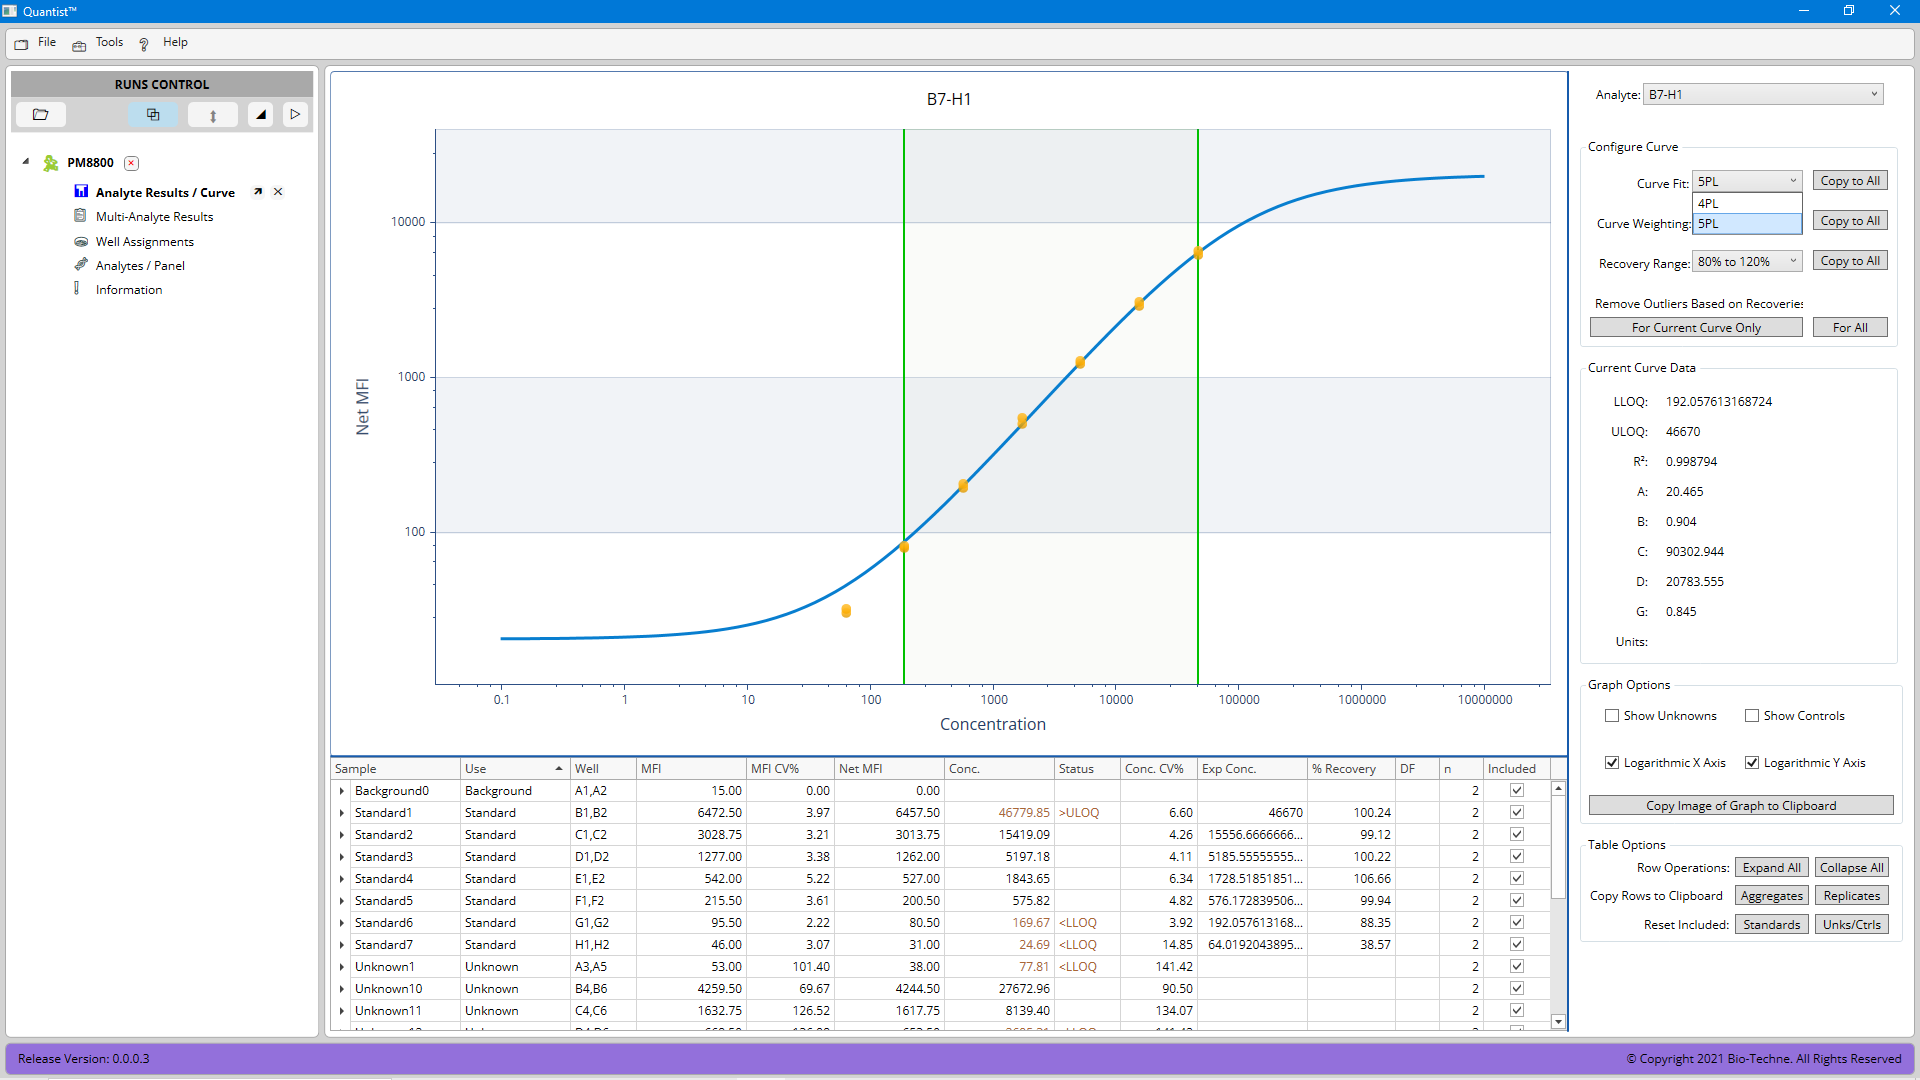 Quantist™
File Tools Help
RUNS CONTROL
PM8800
Analyte Results / Curve
Multi-Analyte Results
Well Assignments
Analytes / Panel
Information
B7-H1
10000
1000
100
Net MFI
0.1 1 10 100 1000 10000 100000 1000000 10000000
Concentration
Sample Use Well MFI MFI CV% Net MFI Conc. Status Conc. CV% Exp Conc. % Recovery DF n Included
Background0 Background A1,A2 15.00 0.00 0.00 2
Standard1 Standard B1,B2 6472.50 3.97 6457.50 46779.85 >ULOQ 6.60 46670 100.24 2
Standard2 Standard C1,C2 3028.75 3.21 3013.75 15419.09 4.26 15556.6666666... 99.12 2
Standard3 Standard D1,D2 1277.00 3.38 1262.00 5197.18 4.11 5185.55555555... 100.22 2
Standard4 Standard E1,E2 542.00 5.22 527.00 1843.65 6.34 1728.51851851... 106.66 2
Standard5 Standard F1,F2 215.50 3.61 200.50 575.82 4.82 576.172839506... 99.94 2
Standard6 Standard G1,G2 95.50 2.22 80.50 169.67 <LLOQ 3.92 192.057613168... 88.35 2
Standard7 Standard H1,H2 46.00 3.07 31.00 24.69 <LLOQ 14.85 64.0192043895... 38.57 2
Unknown1 Unknown A3,A5 53.00 101.40 38.00 77.81 <LLOQ 141.42 2
Unknown10 Unknown B4,B6 4259.50 69.67 4244.50 27672.96 90.50 2
Unknown11 Unknown C4,C6 1632.75 126.52 1617.75 8139.40 134.07 2
Analyte: B7-H1
Configure Curve
Curve Fit: 5PL Copy to All
4PL
5PL
Curve Weighting: Copy to All
Recovery Range: 80% to 120% Copy to All
Remove Outliers Based on Recoveries
For Current Curve Only For All
Current Curve Data
LLOQ: 192.057613168724
ULOQ: 46670
R²: 0.998794
A: 20.465
B: 0.904
C: 90302.944
D: 20783.555
G: 0.845
Units:
Graph Options
Show Unknowns Show Controls
Logarithmic X Axis Logarithmic Y Axis
Copy Image of Graph to Clipboard
Table Options
Row Operations: Expand All Collapse All
Copy Rows to Clipboard Aggregates Replicates
Reset Included: Standards Unks/Ctrls
Release Version: 0.0.0.3
© Copyright 2021 Bio-Techne. All Rights Reserved